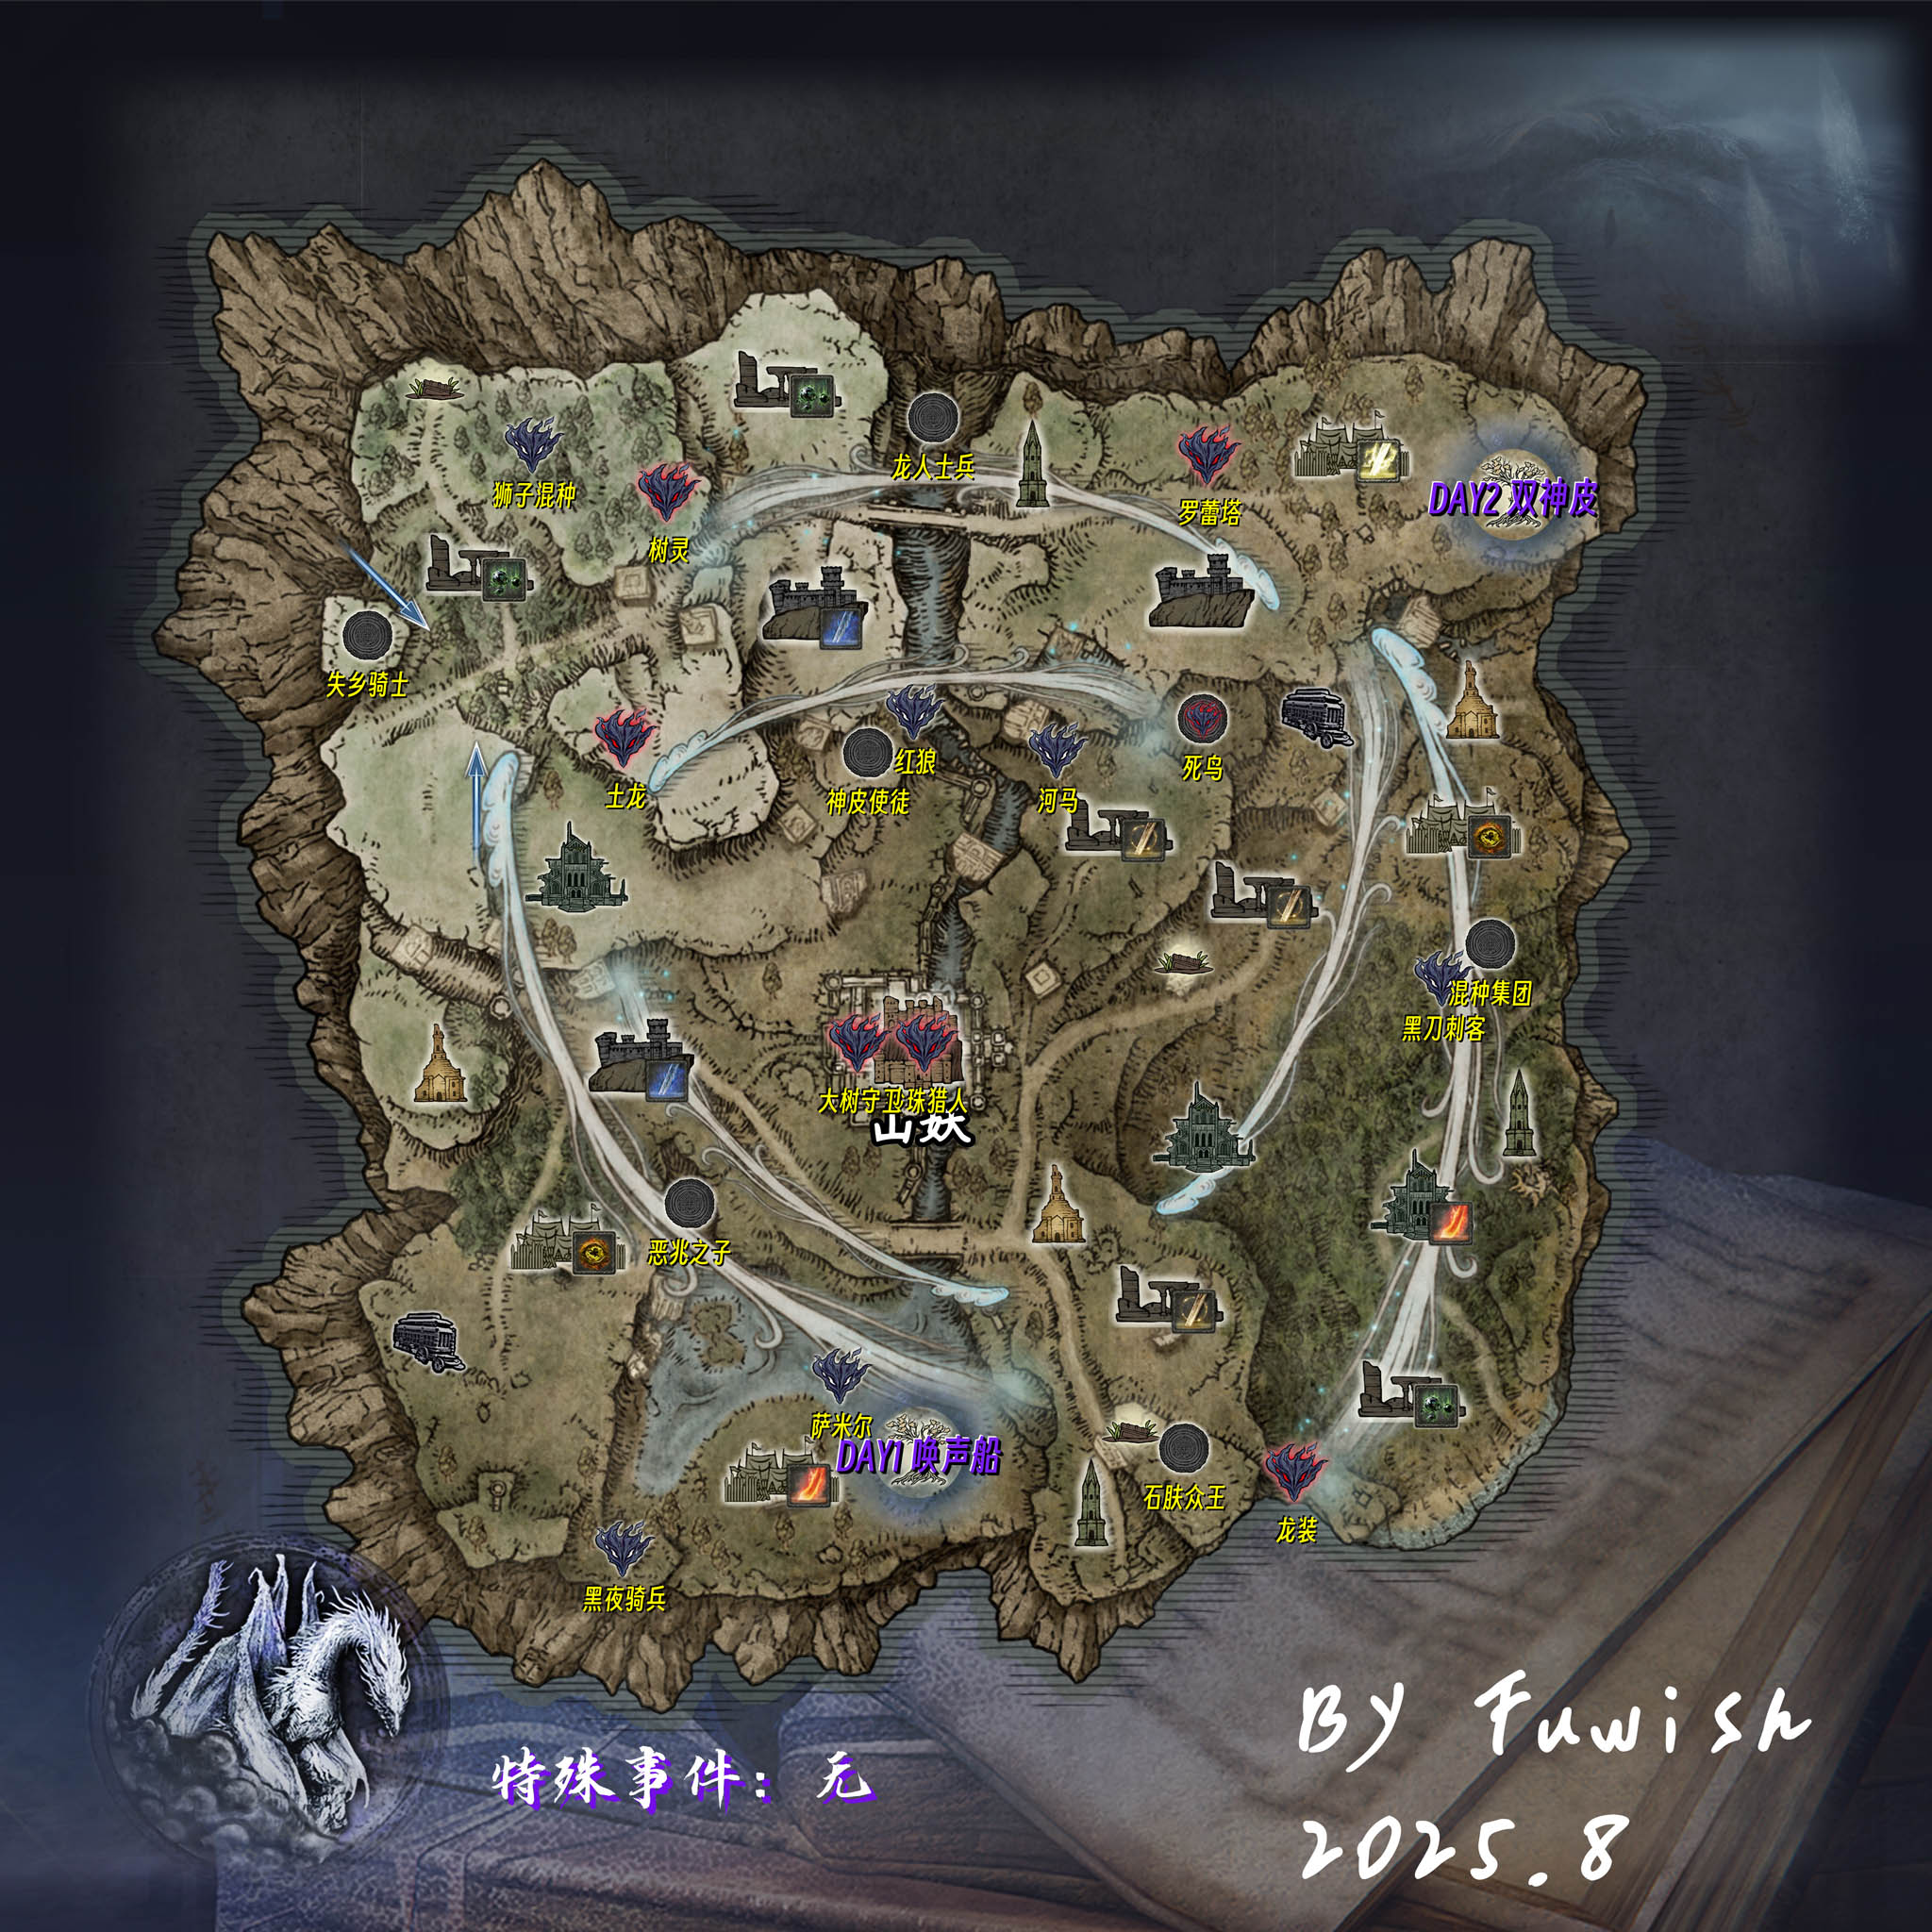 龙人士兵
狮子混种
罗蕾塔
DAY2 双神皮
树灵
失乡骑士
红狼
死鸟
土龙
神皮使徒
河马
混种集团
黑刀刺客
大树守卫珠猎人
山妖
恶兆之子
萨米尔
DAY1 唤声船
石肤众王
龙装
黑夜骑兵
特殊事件：无
By Fuwish
2025.8